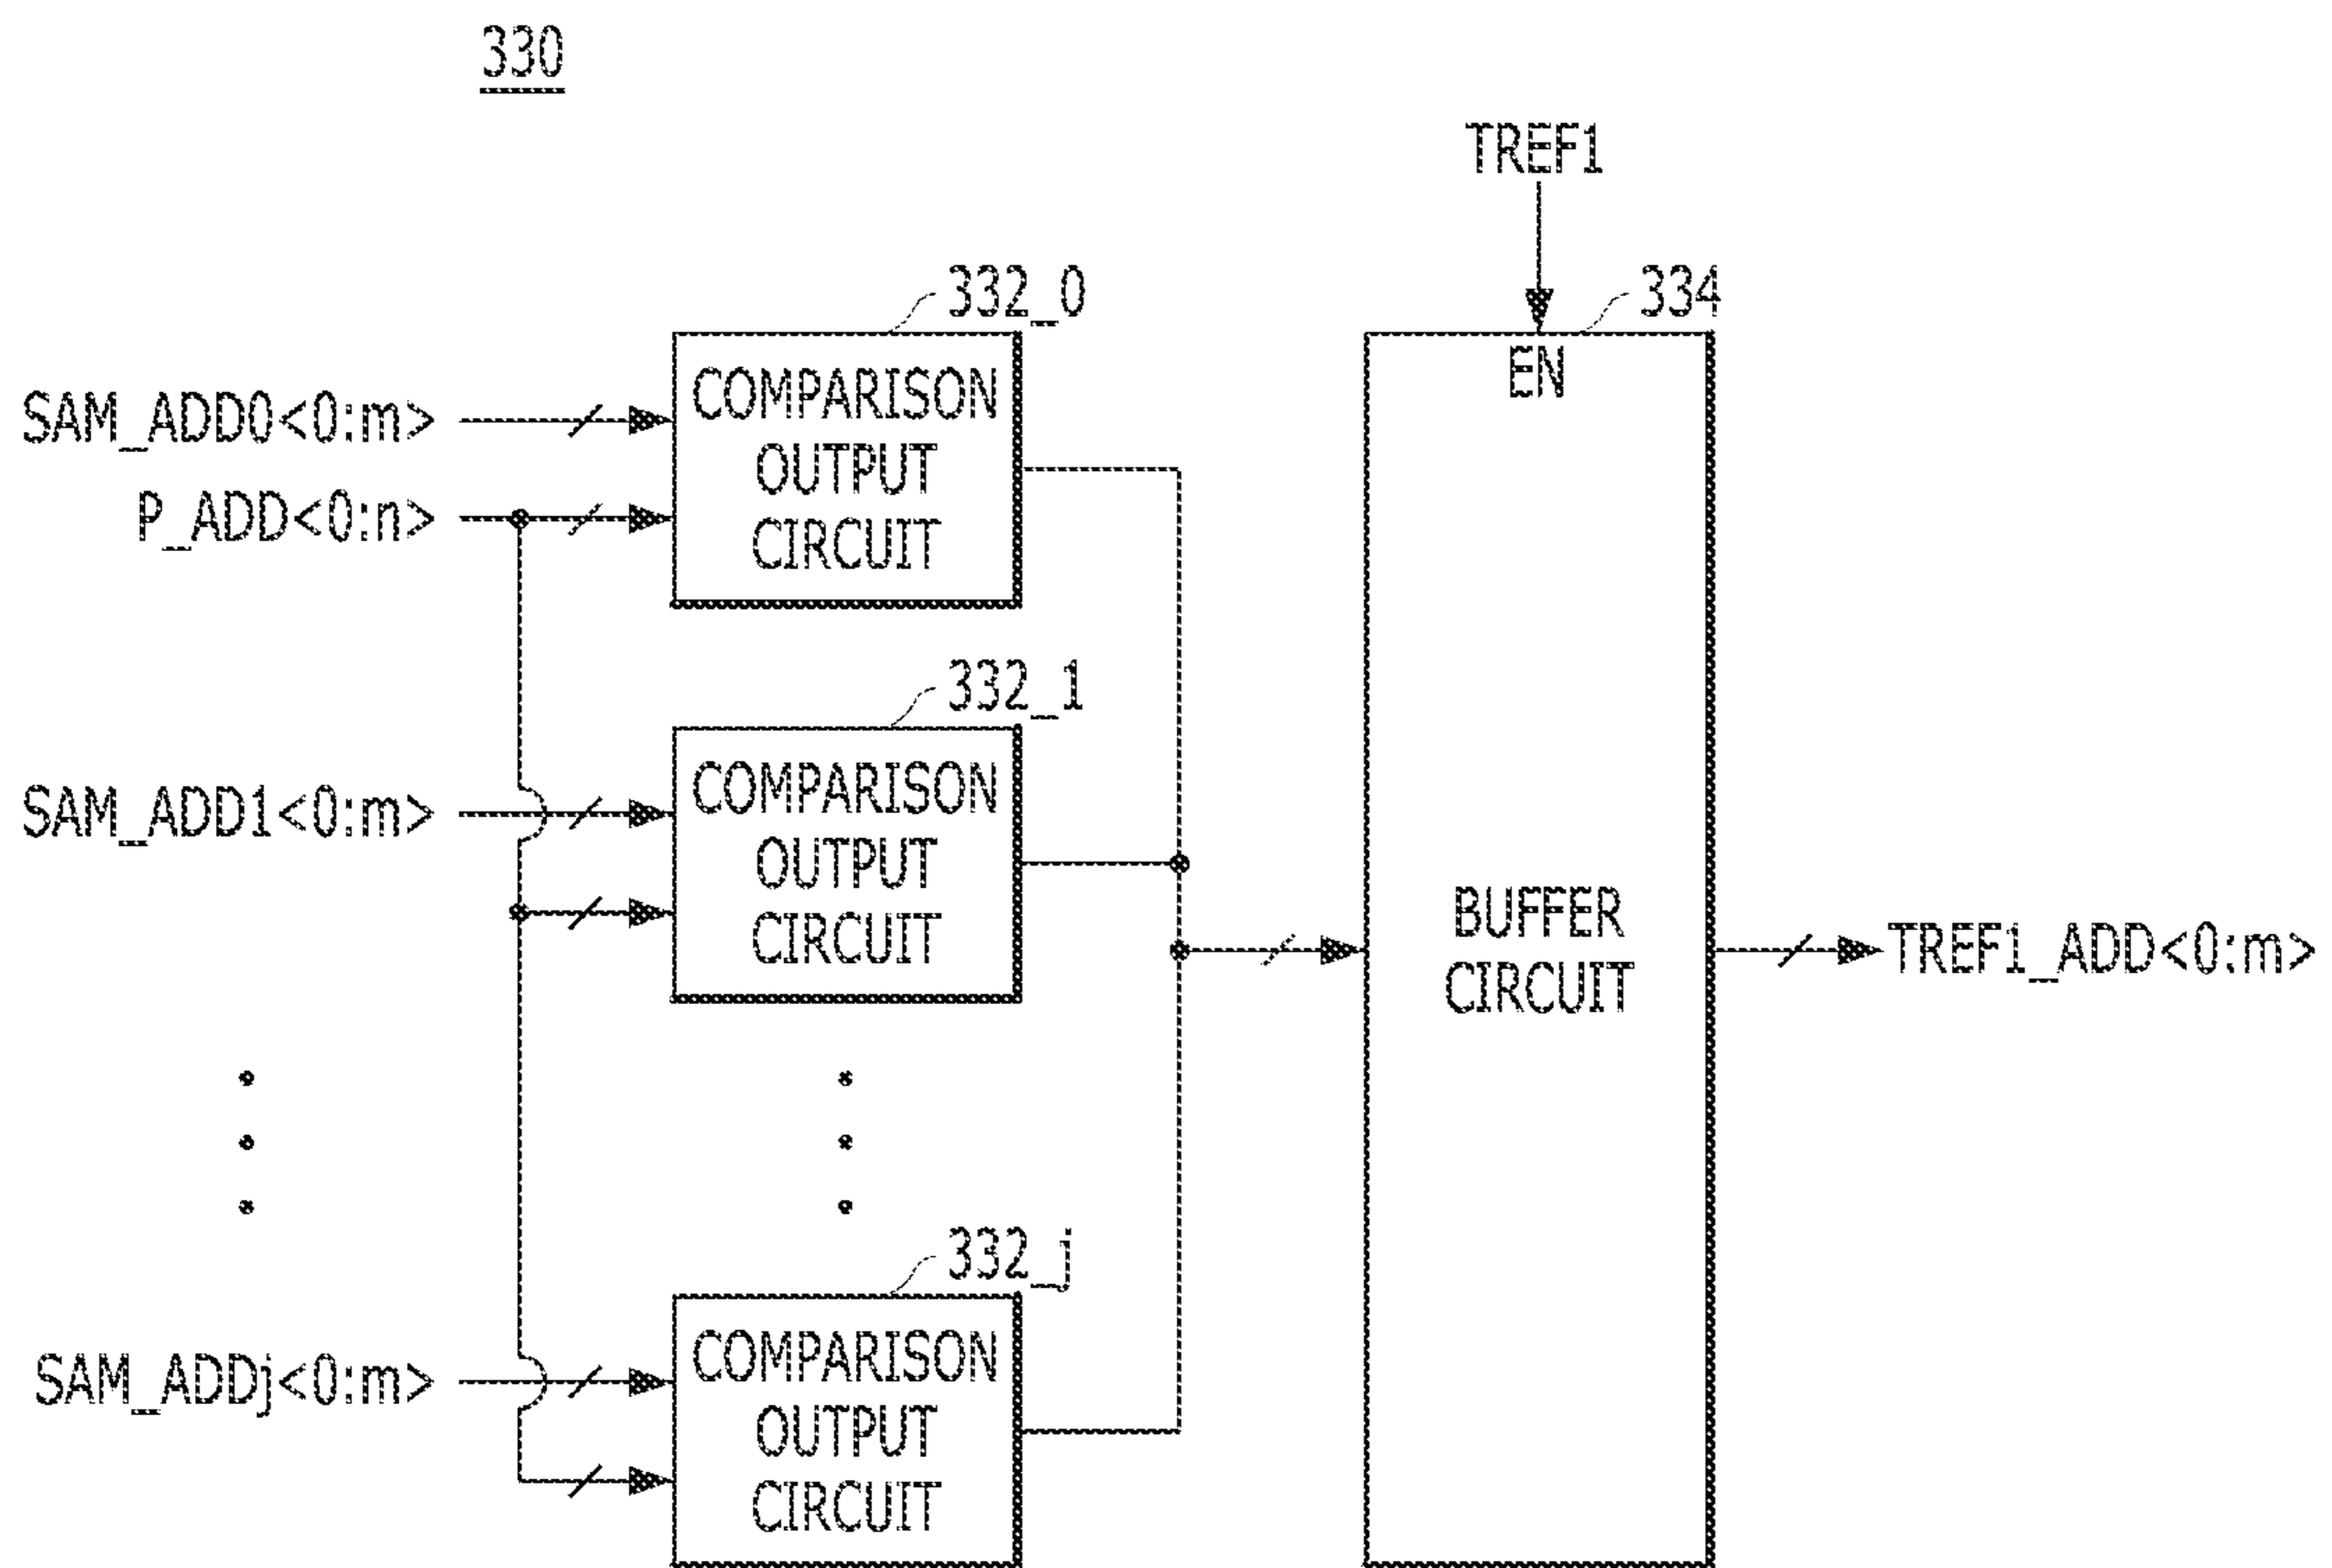 330
TREF1
332_0
334
EN
SAM_ADD0<0:m>
COMPARISON
OUTPUT
CIRCUIT
P_ADD<0:n>
332_1
SAM_ADD1<0:m>
COMPARISON
OUTPUT
CIRCUIT
BUFFER
CIRCUIT
TREF1_ADD<0:m>
332_j
SAM_ADDj<0:m>
COMPARISON
OUTPUT
CIRCUIT